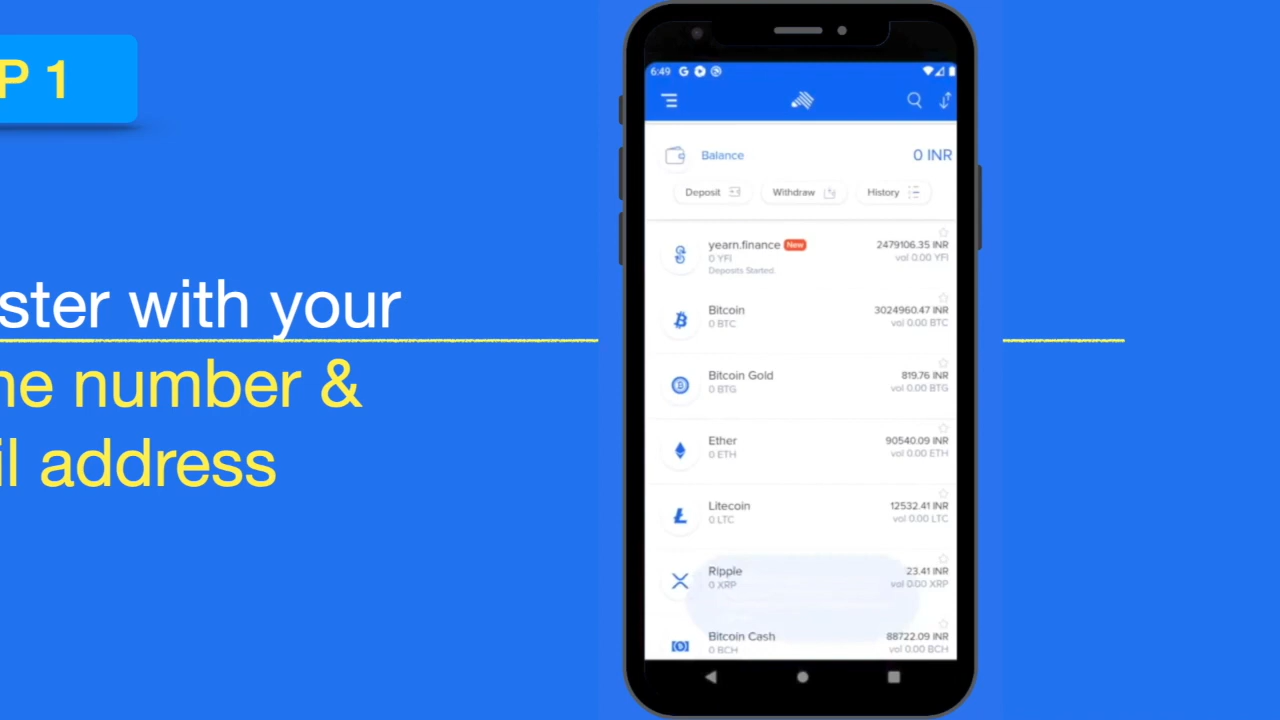 P 1
ster with your
ne number &
il address
6:49
Balance 0 INR
Deposit Withdraw History
yearn.finance New 2479106.35 INR
0 YFI vol 0.00 YFI
Deposits Started.
Bitcoin 3024960.47 INR
0 BTC vol 0.00 BTC
Bitcoin Gold 819.76 INR
0 BTG vol 0.00 BTG
Ether 90540.09 INR
0 ETH vol 0.00 ETH
Litecoin 12532.41 INR
0 LTC vol 0.00 LTC
Ripple 23.41 INR
0 XRP vol 0.00 XRP
Bitcoin Cash 88722.09 INR
0 BCH vol 0.00 BCH